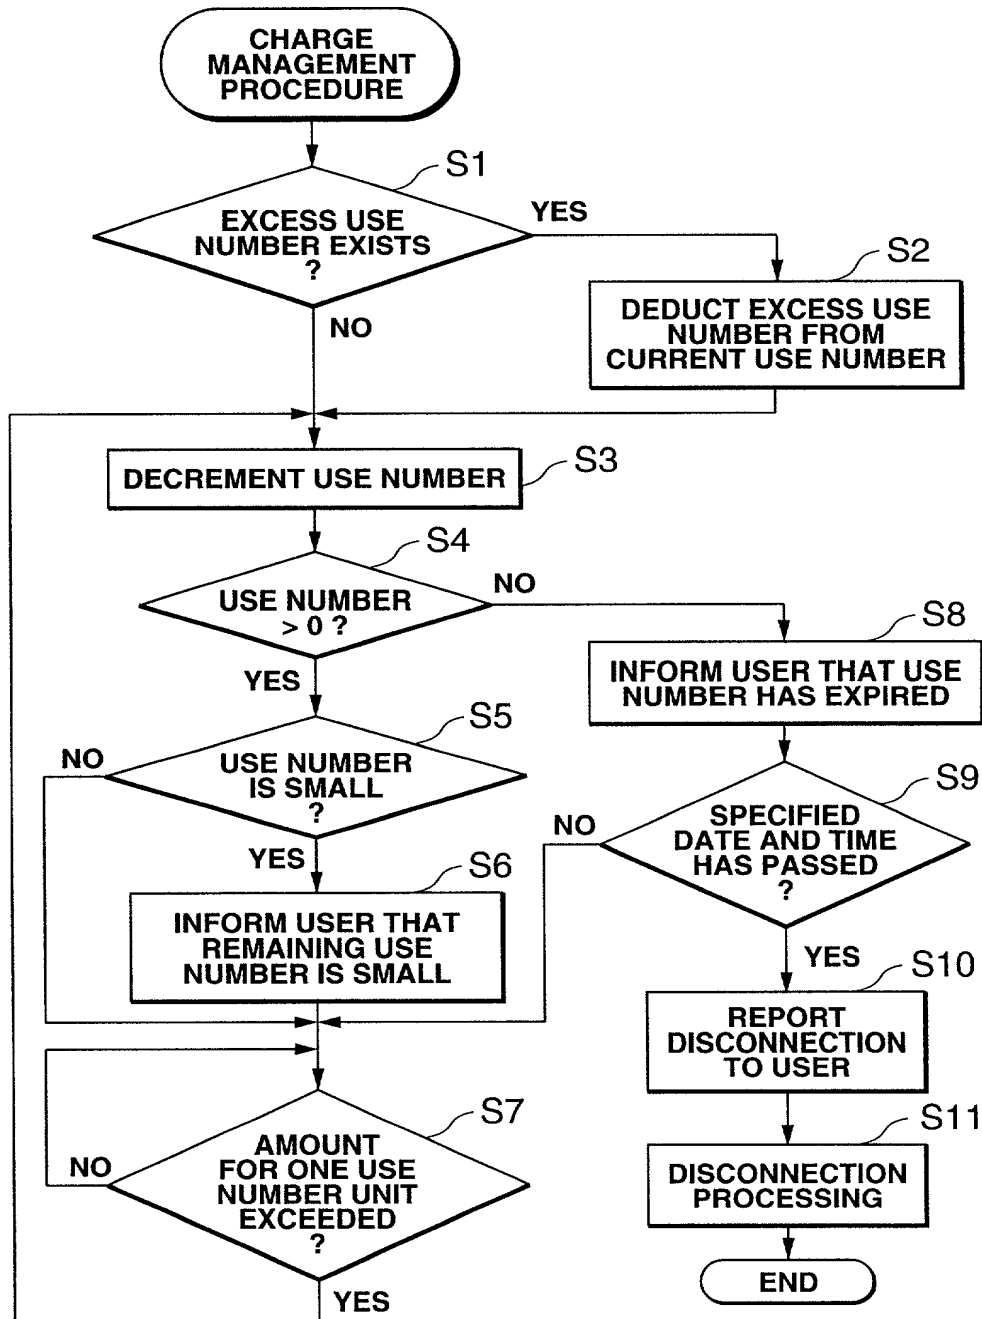 CHARGE
MANAGEMENT
PROCEDURE
S1
EXCESS USE
NUMBER EXISTS
?
YES
NO
S2
DEDUCT EXCESS USE
NUMBER FROM
CURRENT USE NUMBER
DECREMENT USE NUMBER
S3
S4
USE NUMBER
> 0 ?
NO
YES
S8
INFORM USER THAT USE
NUMBER HAS EXPIRED
S5
USE NUMBER
IS SMALL
?
NO
YES
S9
SPECIFIED
DATE AND TIME
HAS PASSED
?
NO
YES
S6
INFORM USER THAT
REMAINING USE
NUMBER IS SMALL
S10
REPORT
DISCONNECTION
TO USER
S7
AMOUNT
FOR ONE USE
NUMBER UNIT
EXCEEDED
?
NO
YES
S11
DISCONNECTION
PROCESSING
END